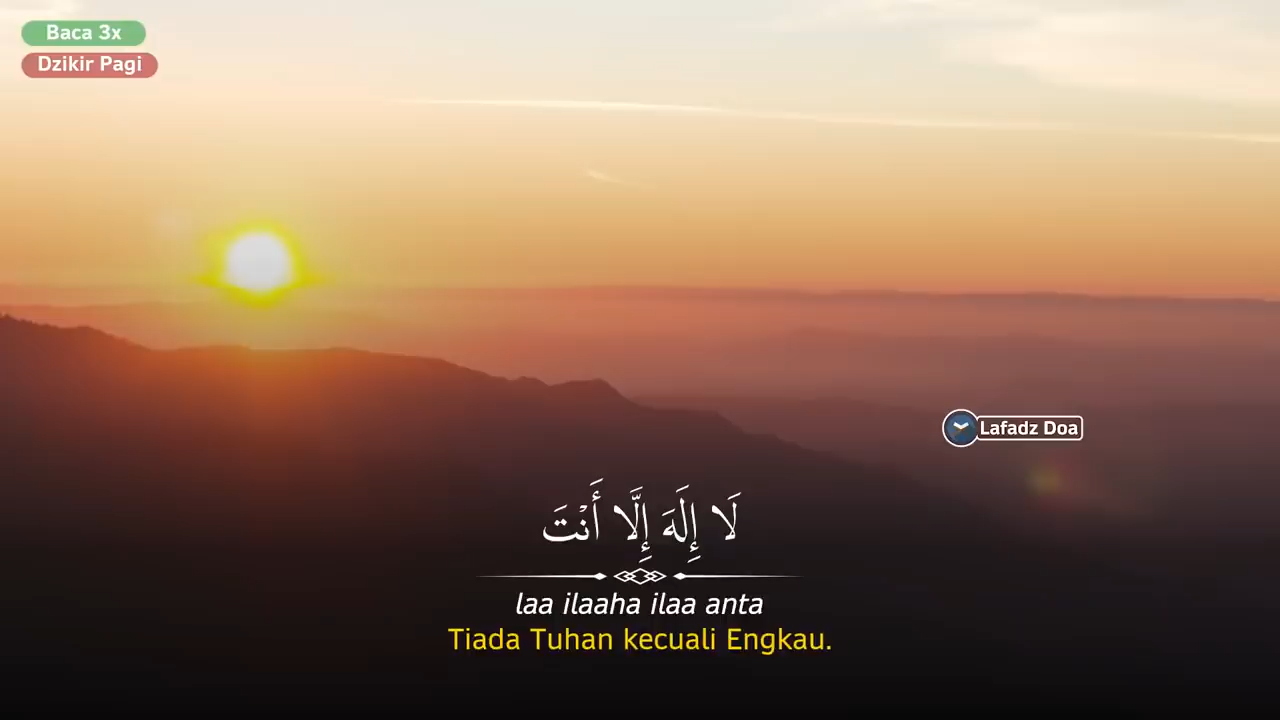 Baca 3x
Dzikir Pagi
Lafadz Doa
لَا إِلَهَ إِلَّا أَنْتَ
laa ilaaha ilaa anta
Tiada Tuhan kecuali Engkau.